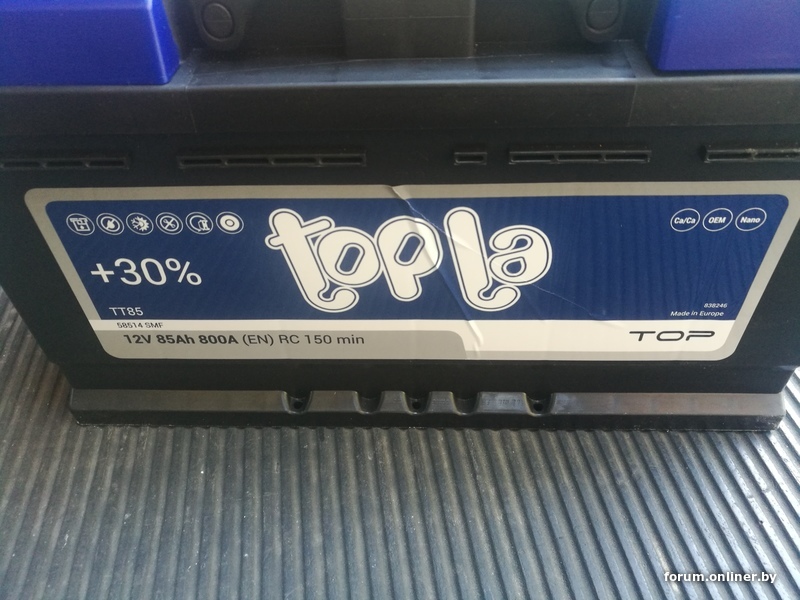 topla
Ca/Ca OEM Nano
+30%
TT85
838246
Made in Europe
58514 SMF
12V 85Ah 800A (EN) RC 150 min
TOP
forum.onliner.by